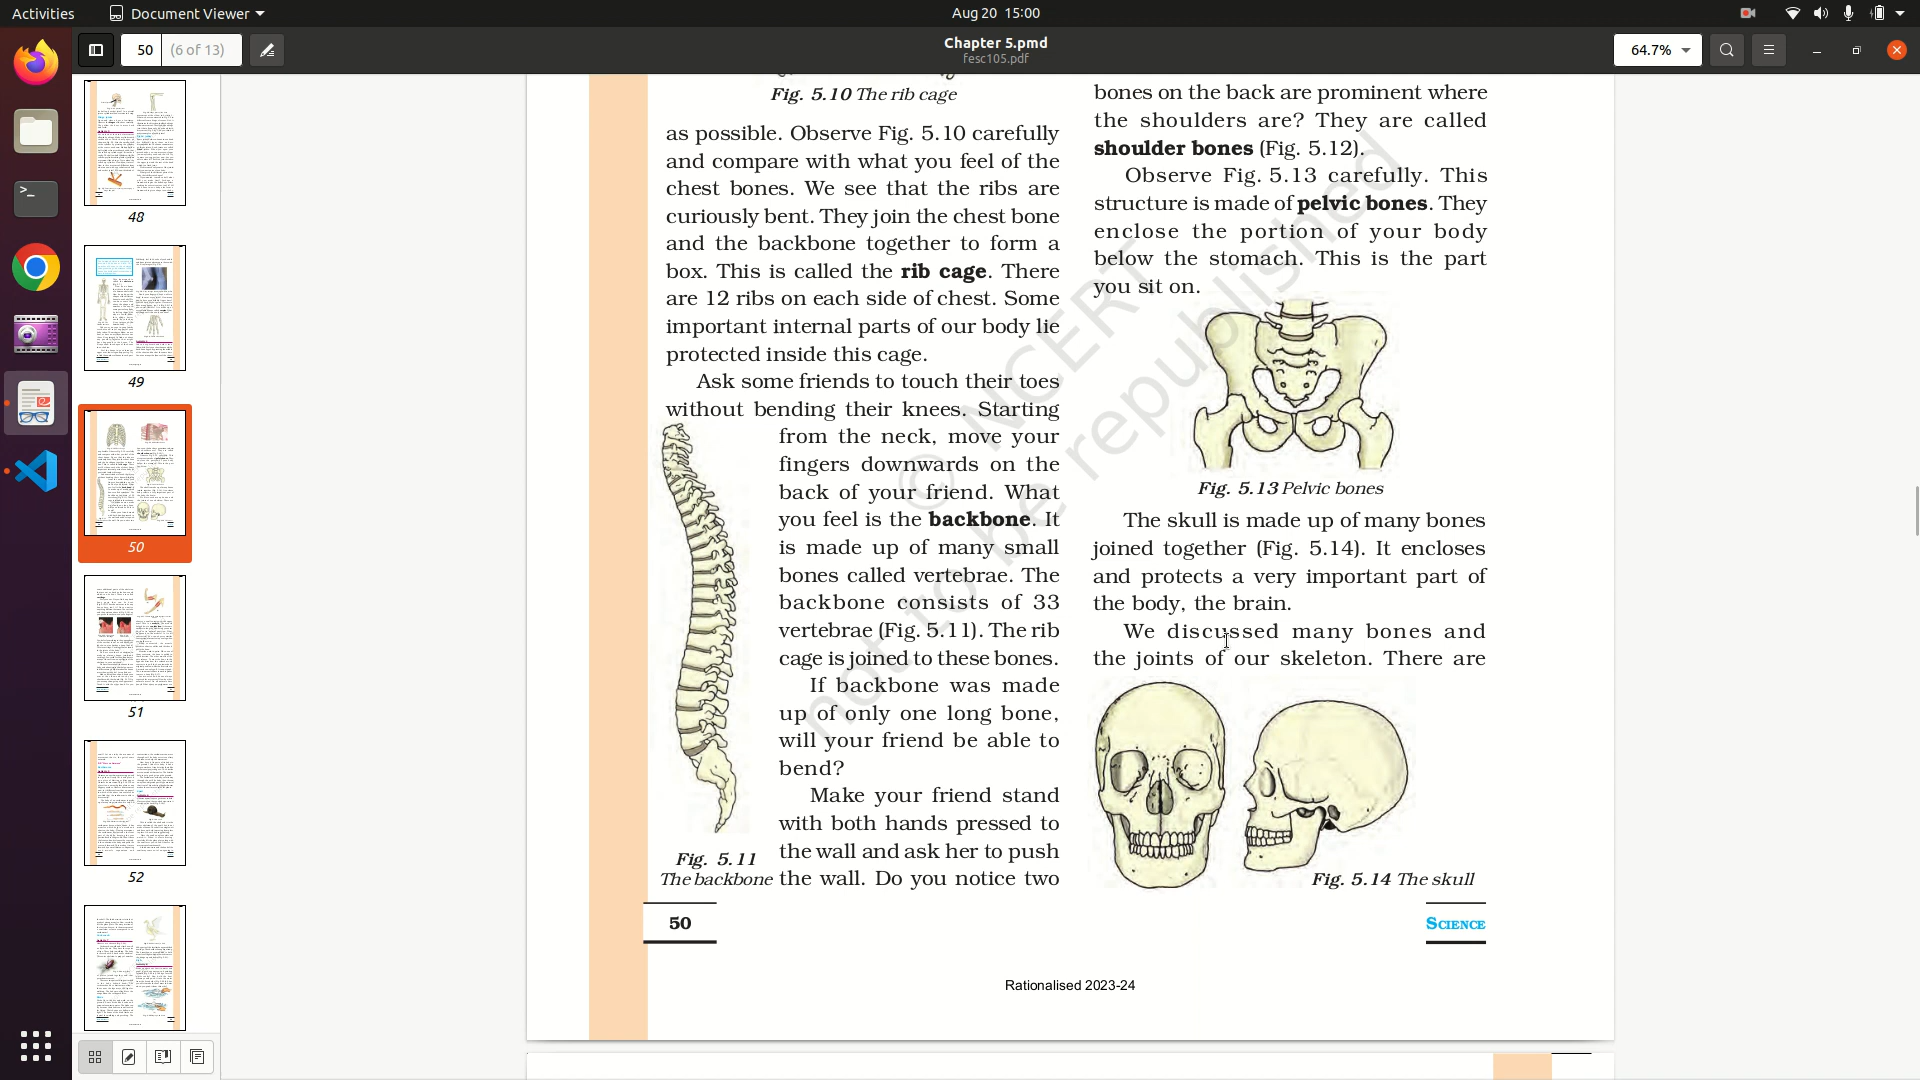 Activities
Document Viewer
Aug 20 15:00
50
(6 of 13)
Chapter 5.pmd
fesc105.pdf
64.7%
48
49
50
51
52
Fig. 5.10 The rib cage
as possible. Observe Fig. 5.10 carefully
and compare with what you feel of the
chest bones. We see that the ribs are
curiously bent. They join the chest bone
and the backbone together to form a
box. This is called the rib cage. There
are 12 ribs on each side of chest. Some
important internal parts of our body lie
protected inside this cage.
Ask some friends to touch their toes
without bending their knees. Starting
from the neck, move your
fingers downwards on the
back of your friend. What
you feel is the backbone. It
is made up of many small
bones called vertebrae. The
backbone consists of 33
vertebrae (Fig. 5.11). The rib
cage is joined to these bones.
If backbone was made
up of only one long bone,
will your friend be able to
bend?
Make your friend stand
with both hands pressed to
the wall and ask her to push
the wall. Do you notice two
Fig. 5.11
The backbone
bones on the back are prominent where
the shoulders are? They are called
shoulder bones (Fig. 5.12).
Observe Fig. 5.13 carefully. This
structure is made of pelvic bones. They
enclose the portion of your body
below the stomach. This is the part
you sit on.
Fig. 5.13 Pelvic bones
The skull is made up of many bones
joined together (Fig. 5.14). It encloses
and protects a very important part of
the body, the brain.
We discussed many bones and
the joints of our skeleton. There are
Fig. 5.14 The skull
© NCERT
not to be republished
50
SCIENCE
Rationalised 2023-24